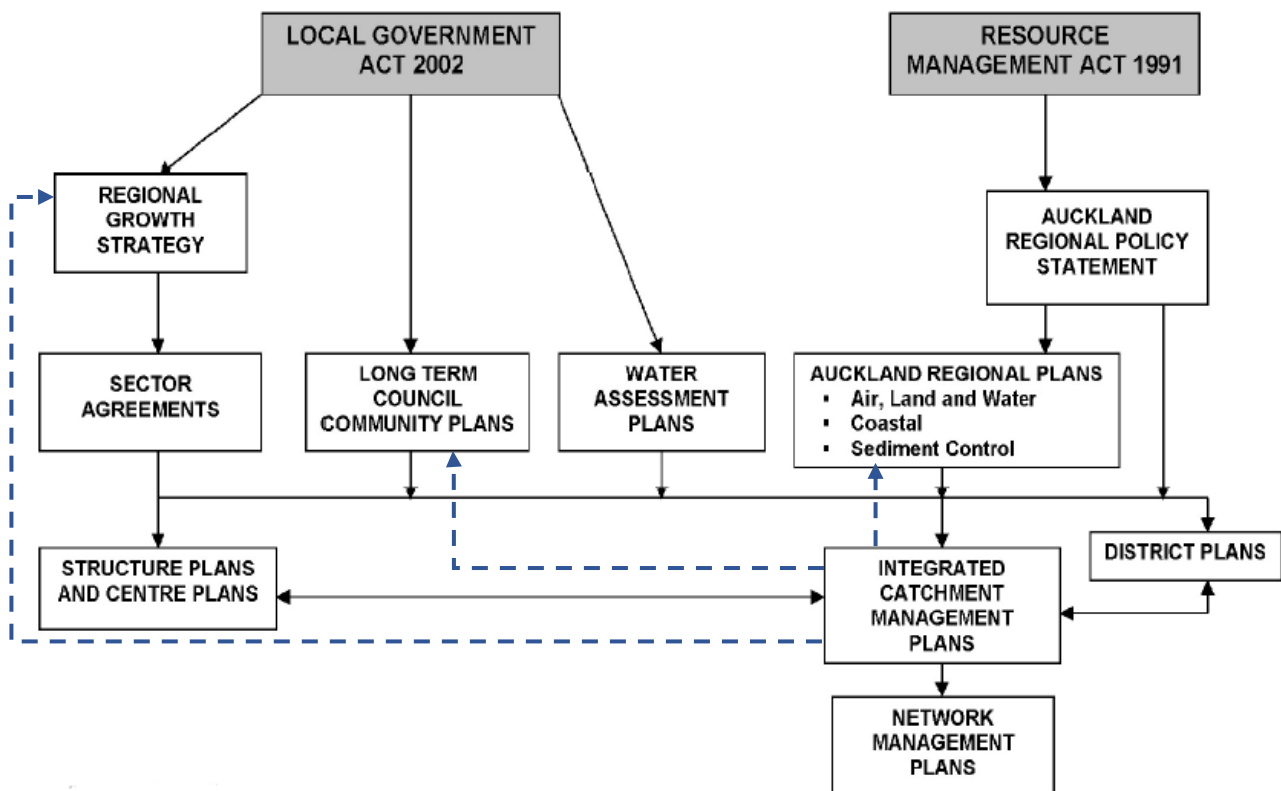 LOCAL GOVERNMENT
ACT 2002
RESOURCE
MANAGEMENT ACT 1991
REGIONAL
GROWTH
STRATEGY
AUCKLAND
REGIONAL POLICY
STATEMENT
SECTOR
AGREEMENTS
LONG TERM
COUNCIL
COMMUNITY PLANS
WATER
ASSESSMENT
PLANS
AUCKLAND REGIONAL PLANS
▪ Air, Land and Water
▪ Coastal
▪ Sediment Control
STRUCTURE PLANS
AND CENTRE PLANS
INTEGRATED
CATCHMENT
MANAGEMENT
PLANS
DISTRICT PLANS
NETWORK
MANAGEMENT
PLANS